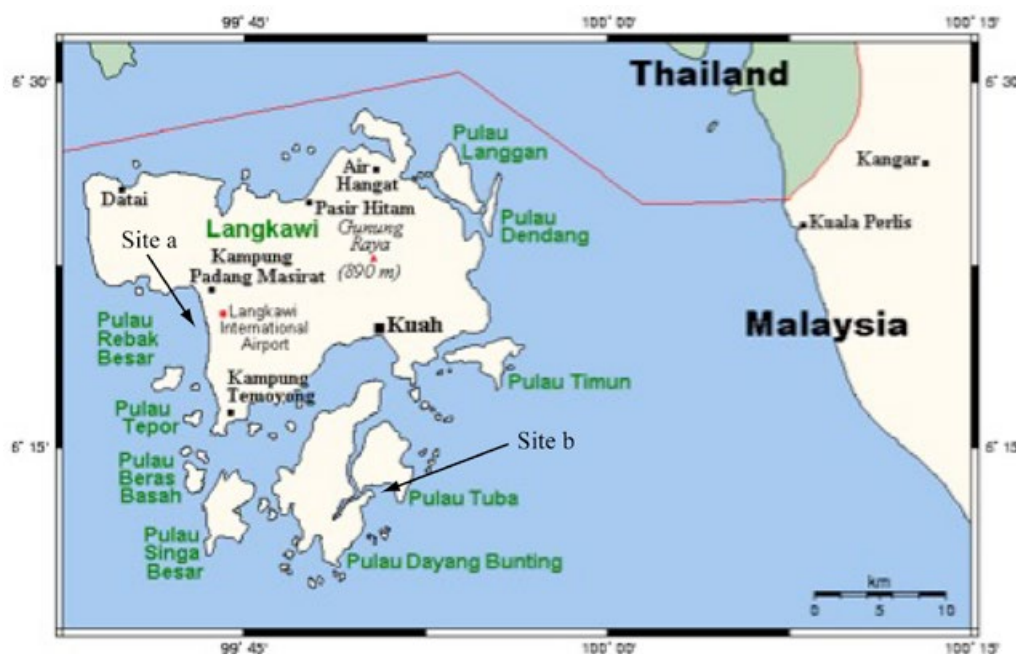 99° 45'
100° 00'
100° 15'
6° 30'
6° 30'
Thailand
Pulau
Langgan
Kangar
Air
Hangat
Datai
Pasir Hitam
Langkawi
Gunung
Raya
(890 m)
Pulau
Dendang
Kuala Perlis
Site a
Kampung
Padang Masirat
Langkawi
International
Airport
Kuah
Malaysia
Pulau
Rebak
Besar
Kampung
Temoyong
Pulau Timun
Pulau
Tepor
Site b
6° 15'
6° 15'
Pulau
Beras
Basah
Pulau Tuba
Pulau
Singa
Besar
Pulau Dayang Bunting
km
0 5 10
99° 45'
100° 00'
100° 15'